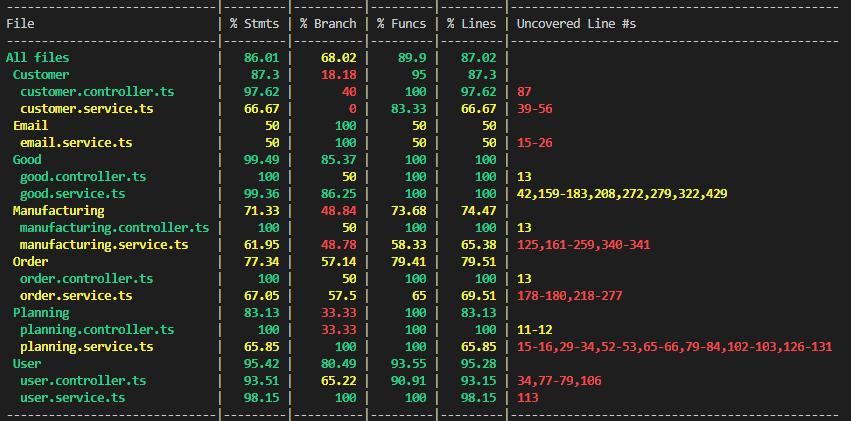 File | % Stmts | % Branch | % Funcs | % Lines | Uncovered Line #s
All files | 86.01 | 68.02 | 89.9 | 87.02 |
Customer | 87.3 | 18.18 | 95 | 87.3 |
customer.controller.ts | 97.62 | 40 | 100 | 97.62 | 87
customer.service.ts | 66.67 | 0 | 83.33 | 66.67 | 39-56
Email | 50 | 100 | 50 | 50 |
email.service.ts | 50 | 100 | 50 | 50 | 15-26
Good | 99.49 | 85.37 | 100 | 100 |
good.controller.ts | 100 | 50 | 100 | 100 | 13
good.service.ts | 99.36 | 86.25 | 100 | 100 | 42,159-183,208,272,279,322,429
Manufacturing | 71.33 | 48.84 | 73.68 | 74.47 |
manufacturing.controller.ts | 100 | 50 | 100 | 100 | 13
manufacturing.service.ts | 61.95 | 48.78 | 58.33 | 65.38 | 125,161-259,340-341
Order | 77.34 | 57.14 | 79.41 | 79.51 |
order.controller.ts | 100 | 50 | 100 | 100 | 13
order.service.ts | 67.05 | 57.5 | 65 | 69.51 | 178-180,218-277
Planning | 83.13 | 33.33 | 100 | 83.13 |
planning.controller.ts | 100 | 33.33 | 100 | 100 | 11-12
planning.service.ts | 65.85 | 100 | 100 | 65.85 | 15-16,29-34,52-53,65-66,79-84,102-103,126-131
User | 95.42 | 80.49 | 93.55 | 95.28 |
user.controller.ts | 93.51 | 65.22 | 90.91 | 93.15 | 34,77-79,106
user.service.ts | 98.15 | 100 | 100 | 98.15 | 113